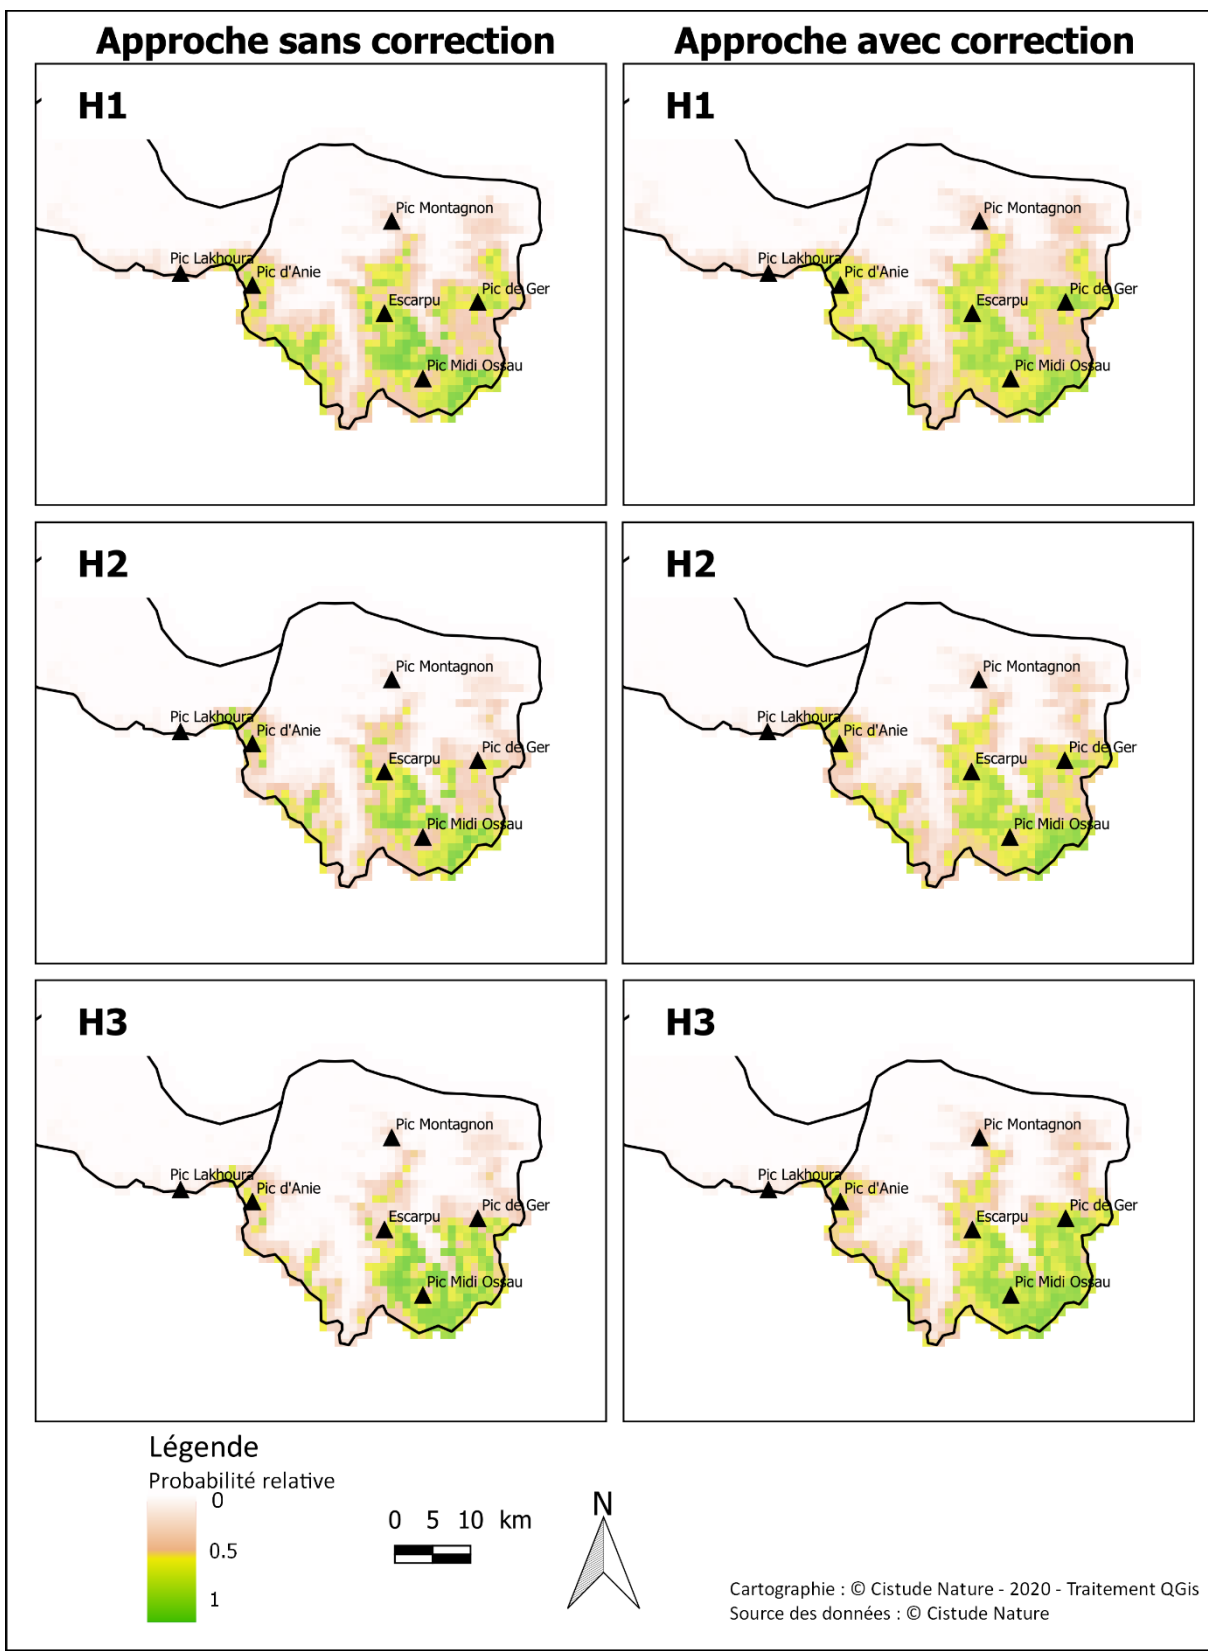 Approche sans correction
Approche avec correction
H1
Pic Montagnon
Pic Lakhoura
Pic d'Anie
Pic de Ger
Escarpu
Pic Midi Ossau
H1
Pic Montagnon
Pic Lakhoura
Pic d'Anie
Pic de Ger
Escarpu
Pic Midi Ossau
H2
Pic Montagnon
Pic Lakhoura
Pic d'Anie
Pic de Ger
Escarpu
Pic Midi Ossau
H2
Pic Montagnon
Pic Lakhoura
Pic d'Anie
Pic de Ger
Escarpu
Pic Midi Ossau
H3
Pic Montagnon
Pic Lakhoura
Pic d'Anie
Pic de Ger
Escarpu
Pic Midi Ossau
H3
Pic Montagnon
Pic Lakhoura
Pic d'Anie
Pic de Ger
Escarpu
Pic Midi Ossau
Légende
Probabilité relative
0
0.5
1
0 5 10 km
N
Cartographie : © Cistude Nature - 2020 - Traitement QGis
Source des données : © Cistude Nature